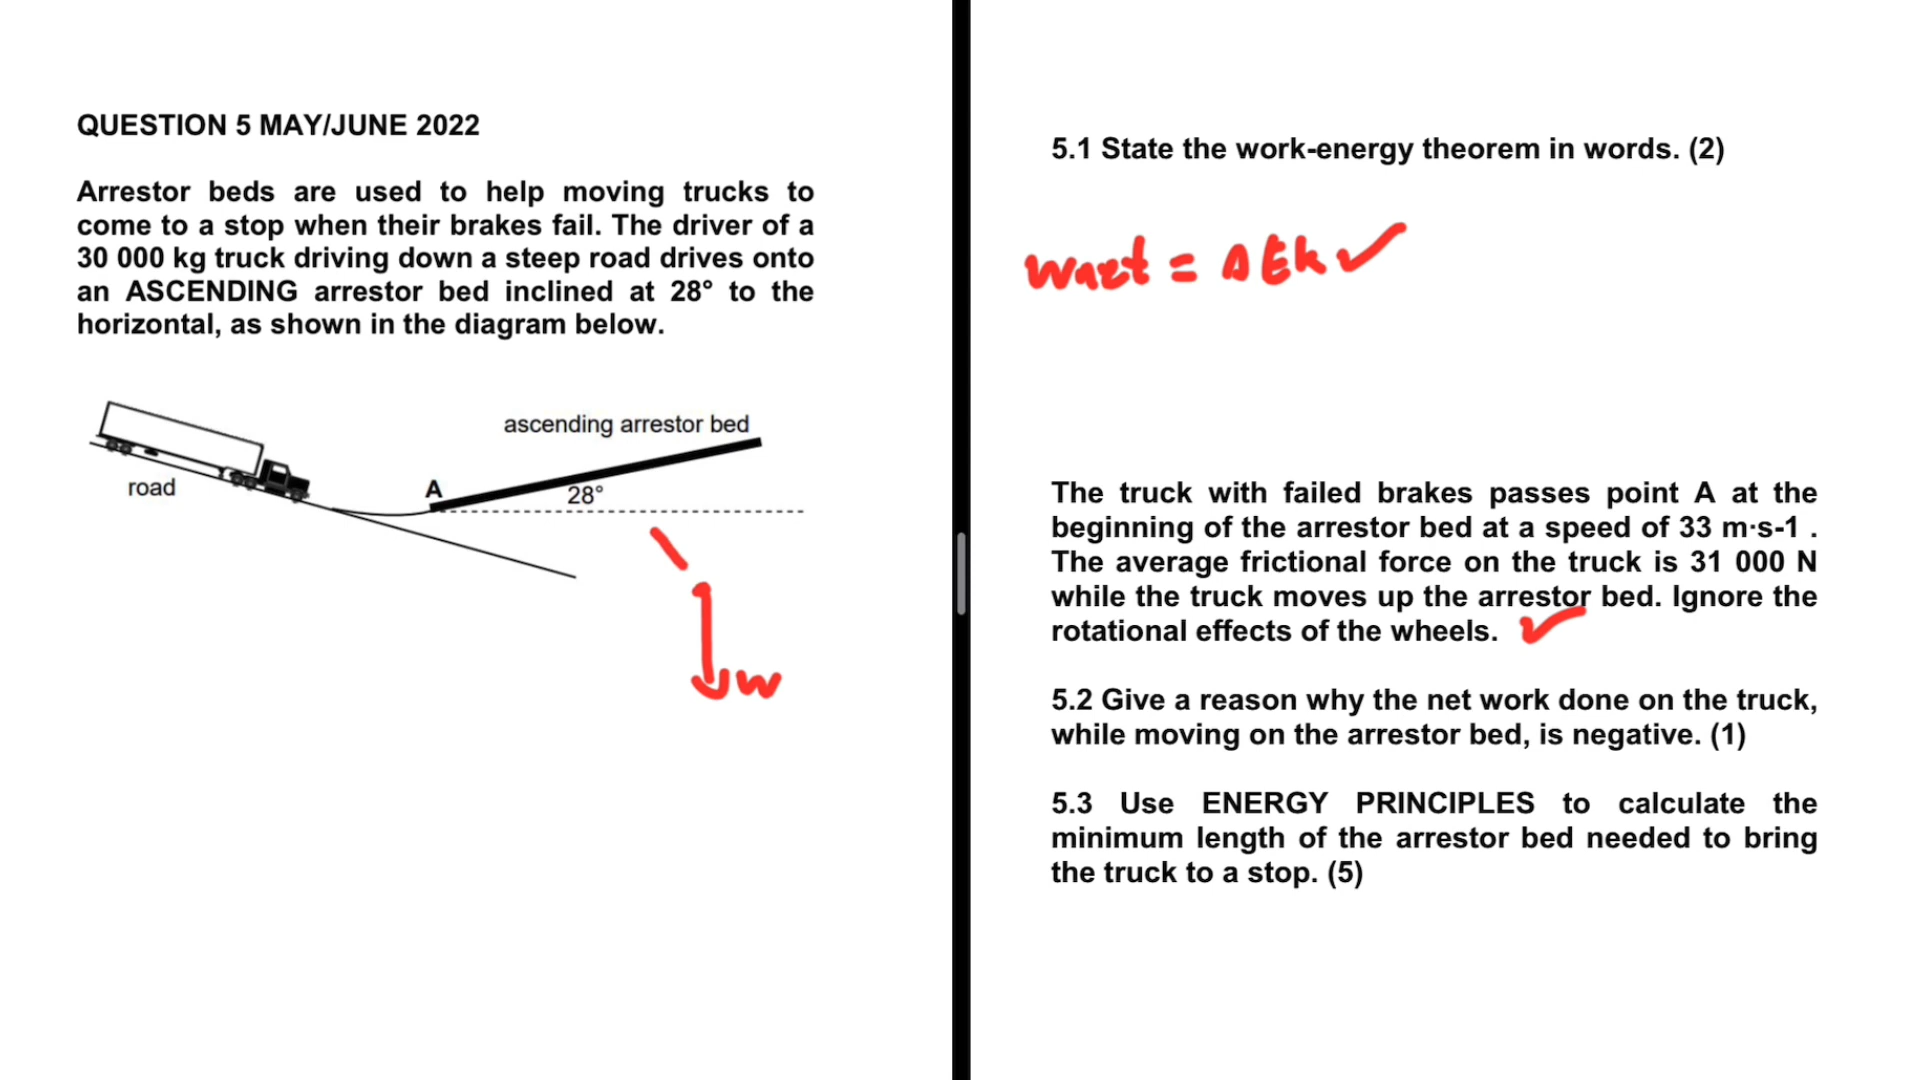 QUESTION 5 MAY/JUNE 2022
Arrestor beds are used to help moving trucks to
come to a stop when their brakes fail. The driver of a
30 000 kg truck driving down a steep road drives onto
an ASCENDING arrestor bed inclined at 28° to the
horizontal, as shown in the diagram below.
ascending arrestor bed
road
A
28°
w
5.1 State the work-energy theorem in words. (2)
Wnet = Δ Ek ✓
The truck with failed brakes passes point A at the
beginning of the arrestor bed at a speed of 33 m·s-1 .
The average frictional force on the truck is 31 000 N
while the truck moves up the arrestor bed. Ignore the
rotational effects of the wheels. ✓
5.2 Give a reason why the net work done on the truck,
while moving on the arrestor bed, is negative. (1)
5.3 Use ENERGY PRINCIPLES to calculate the
minimum length of the arrestor bed needed to bring
the truck to a stop. (5)